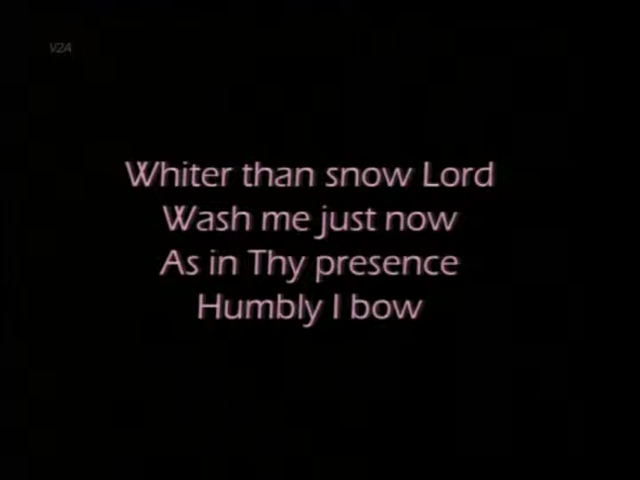 V2A
Whiter than snow Lord
Wash me just now
As in Thy presence
Humbly I bow